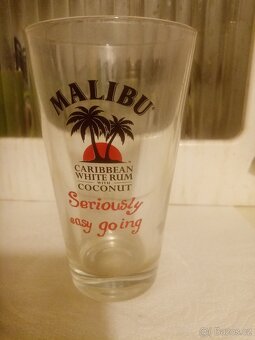 MALIBU
CARIBBEAN
WHITE RUM
WITH
COCONUT
Seriously
easy going
Bazos.cz